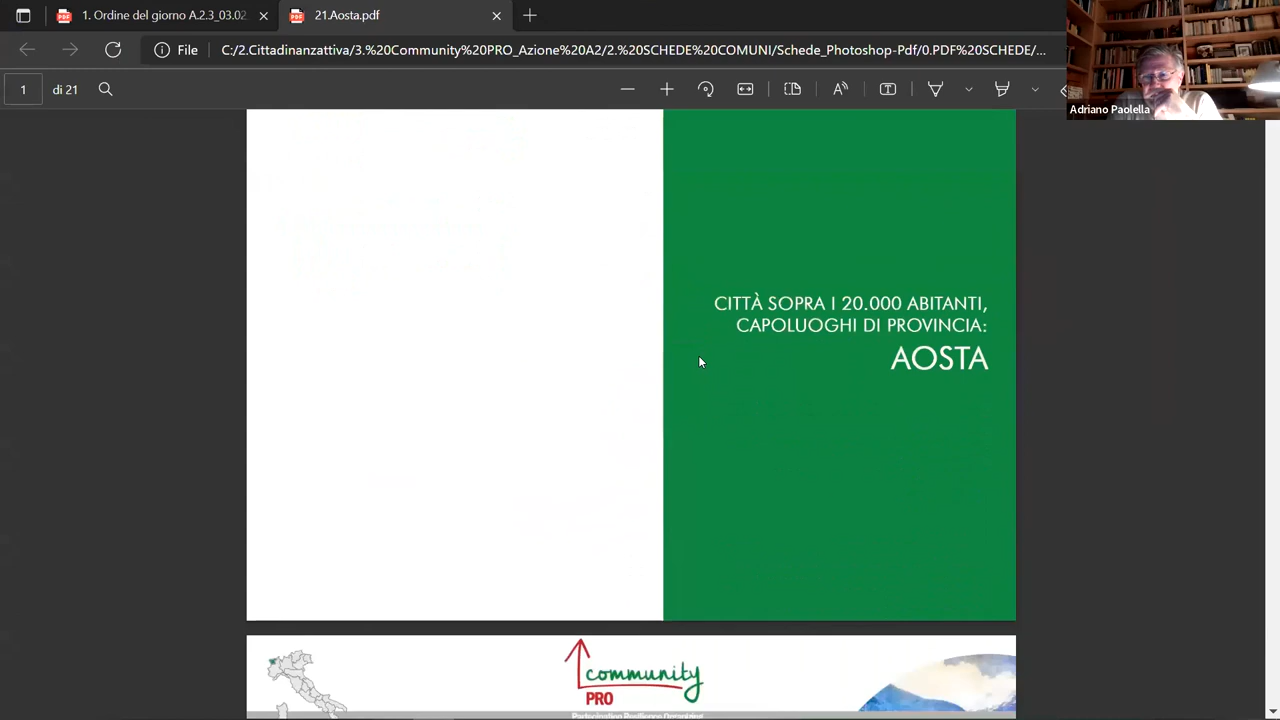 1. Ordine del giorno A.2.3_09.02
21.Aosta.pdf
File
C:/2.Cittadinanzattiva/3.%20Community%20PRO_Azione%20A2/2.%20SCHEDE%20COMUNI/Schede_Photoshop-Pdf/0.PDF%20SCHEDE/...
1 di 21
Adriano Paolella
CITTÀ SOPRA I 20.000 ABITANTI,
CAPOLUOGHI DI PROVINCIA:
AOSTA
community
PRO